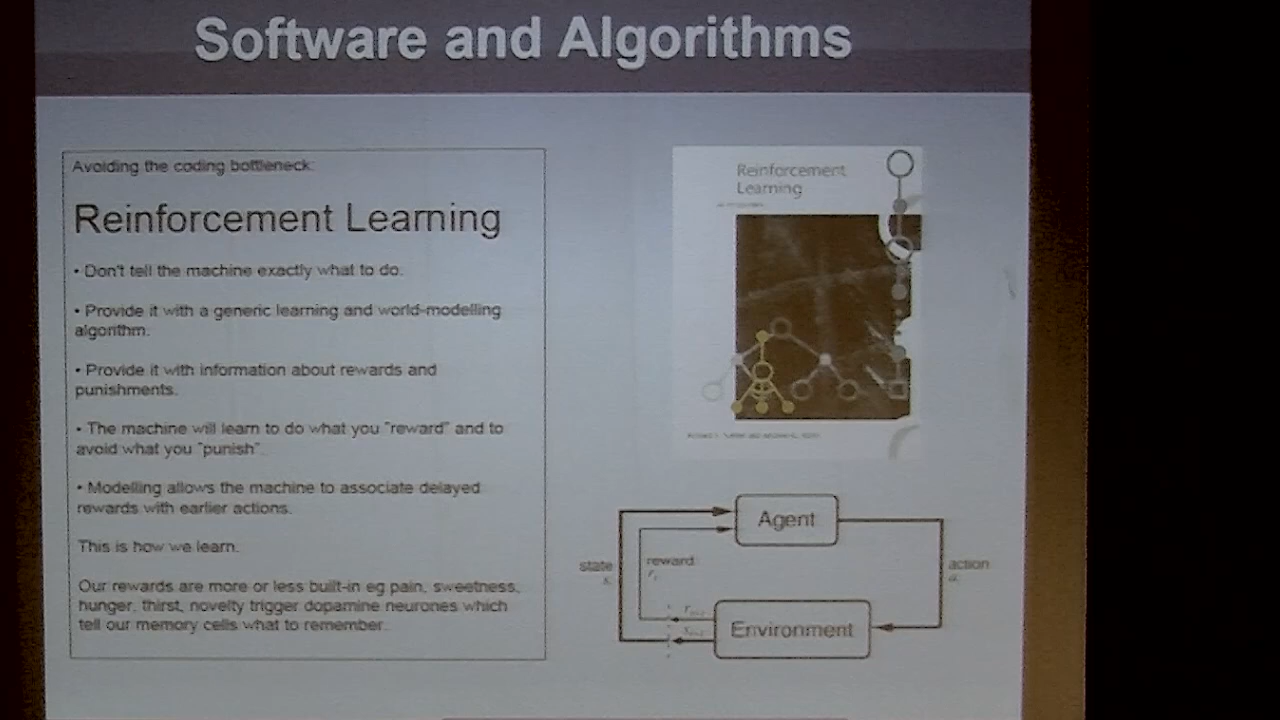 Software and Algorithms
Avoiding the coding bottleneck:
Reinforcement Learning
• Don't tell the machine exactly what to do.
• Provide it with a generic learning and world-modelling
algorithm.
• Provide it with information about rewards and
punishments.
• The machine will learn to do what you "reward" and to
avoid what you "punish".
• Modelling allows the machine to associate delayed
rewards with earlier actions.
This is how we learn.
Our rewards are more or less built-in eg pain, sweetness,
hunger, thirst, novelty trigger dopamine neurones which
tell our memory cells what to remember.
Reinforcement
Learning
Agent
state
reward
action
Environment